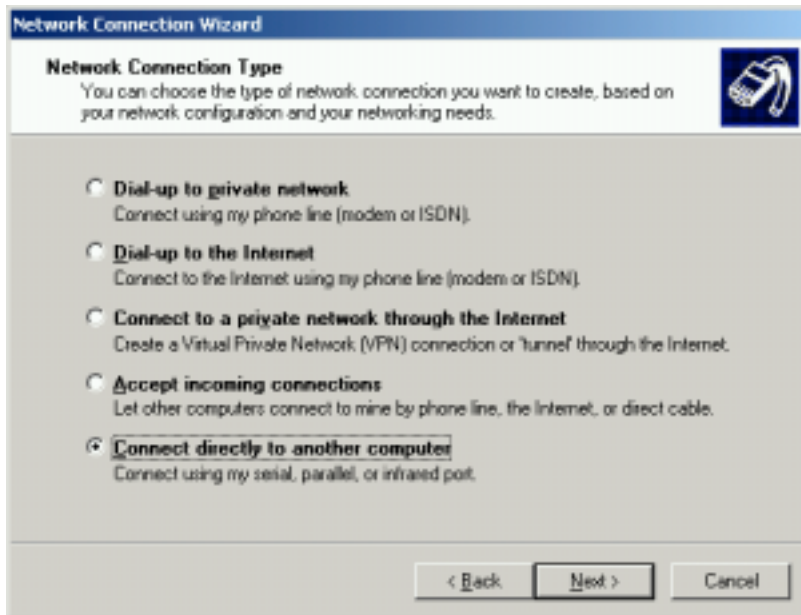 Network Connection Wizard
Network Connection Type
You can choose the type of network connection you want to create, based on
your network configuration and your networking needs.
Dial-up to private network
Connect using my phone line (modem or ISDN).
Dial-up to the Internet
Connect to the Internet using my phone line (modem or ISDN).
Connect to a private network through the Internet
Create a Virtual Private Network (VPN) connection or 'tunnel' through the Internet.
Accept incoming connections
Let other computers connect to mine by phone line, the Internet, or direct cable.
Connect directly to another computer
Connect using my serial, parallel, or infrared port.
< Back Next > Cancel